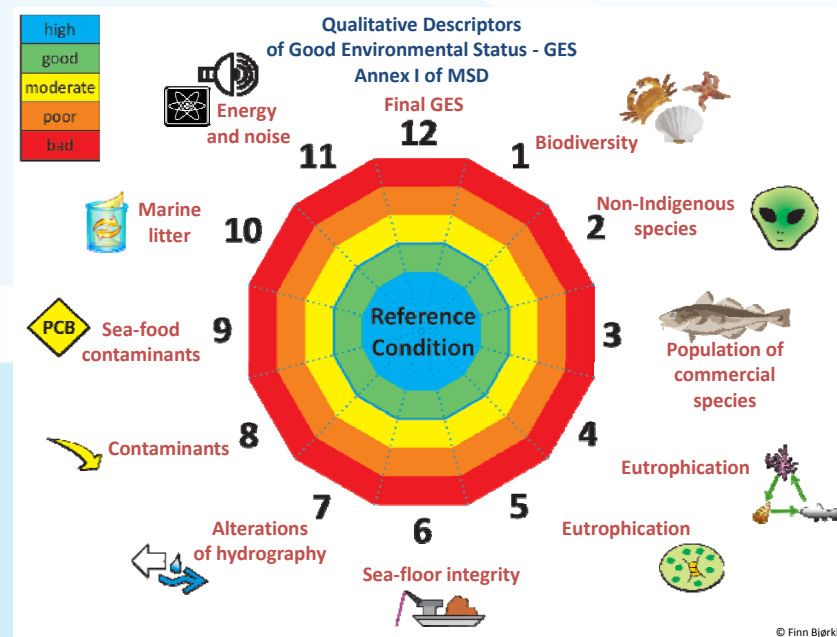 high
good
moderate
poor
bad
Qualitative Descriptors
of Good Environmental Status - GES
Annex I of MSD
Final GES
12
1
Biodiversity
2
Non-Indigenous
species
3
Population of
commercial
species
4
Eutrophication
5
Eutrophication
6
Sea-floor integrity
7
Alterations
of hydrography
8
Contaminants
9
PCB
Sea-food
contaminants
10
Marine
litter
11
Energy
and noise
Reference
Condition
© Finn